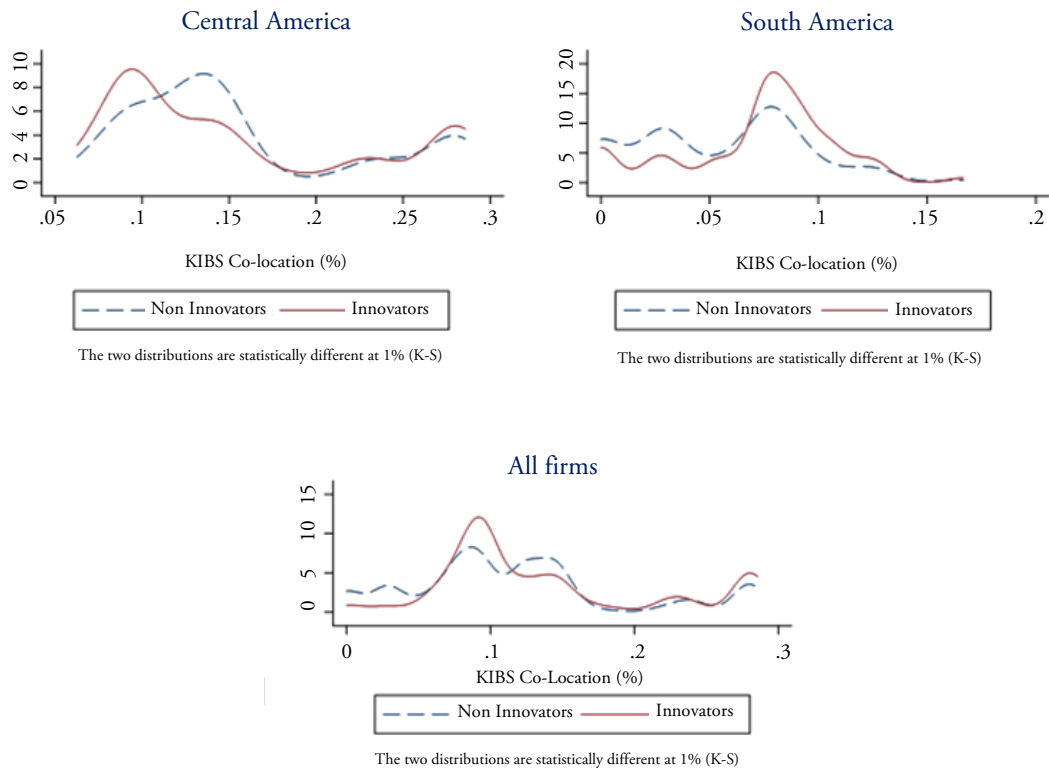 Central America
10
8
6
4
2
0
.05 .1 .15 .2 .25 .3
KIBS Co-location (%)
Non Innovators Innovators
The two distributions are statistically different at 1% (K-S)
South America
20
15
10
5
0
0 .05 .1 .15 .2
KIBS Co-location (%)
Non Innovators Innovators
The two distributions are statistically different at 1% (K-S)
All firms
15
10
5
0
0 .1 .2 .3
KIBS Co-Location (%)
Non Innovators Innovators
The two distributions are statistically different at 1% (K-S)